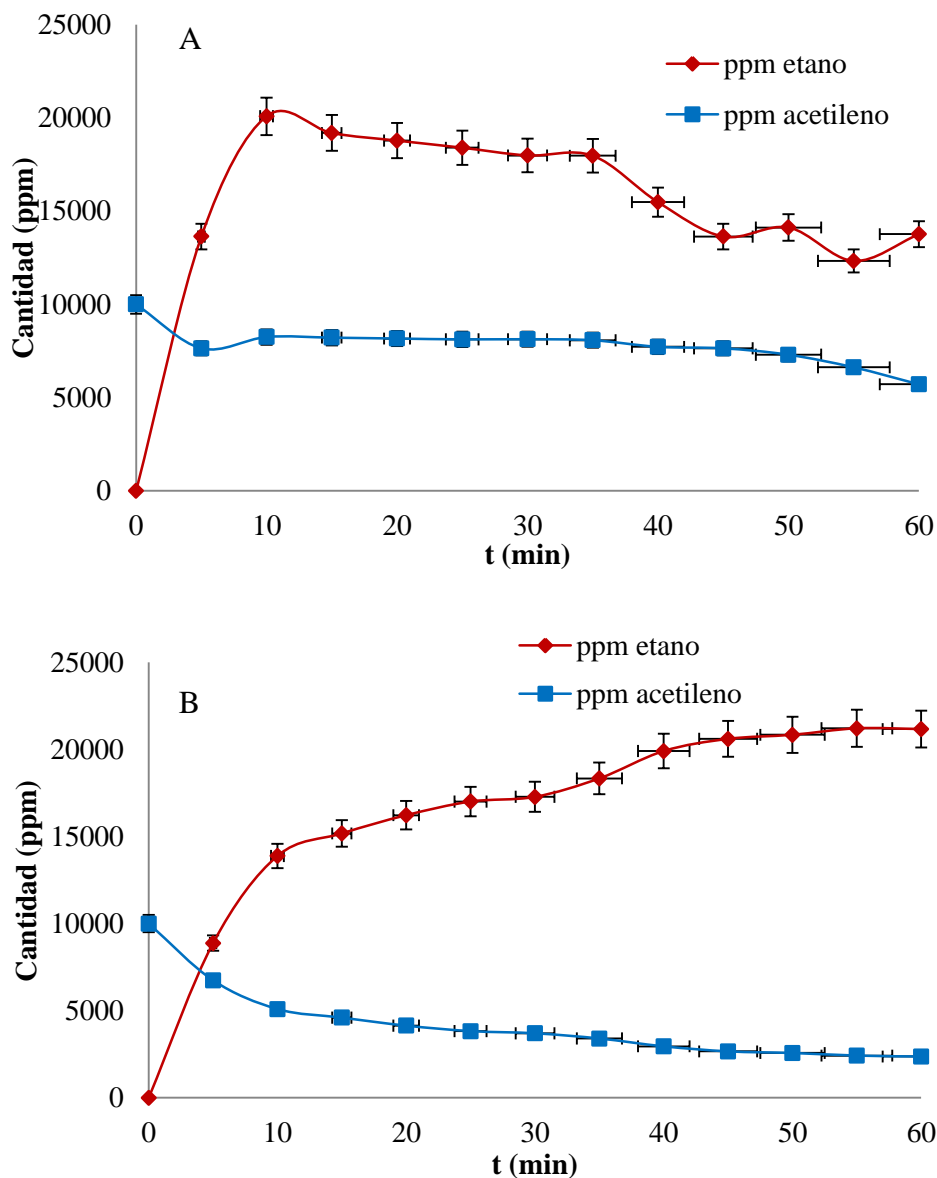 25000
A
ppm etano
20000
ppm acetileno
15000
10000
5000
0
Cantidad (ppm)
0 10 20 30 40 50 60
t (min)
ppm etano
25000
B
ppm acetileno
20000
15000
10000
5000
0
Cantidad (ppm)
0 10 20 30 40 50 60
t (min)